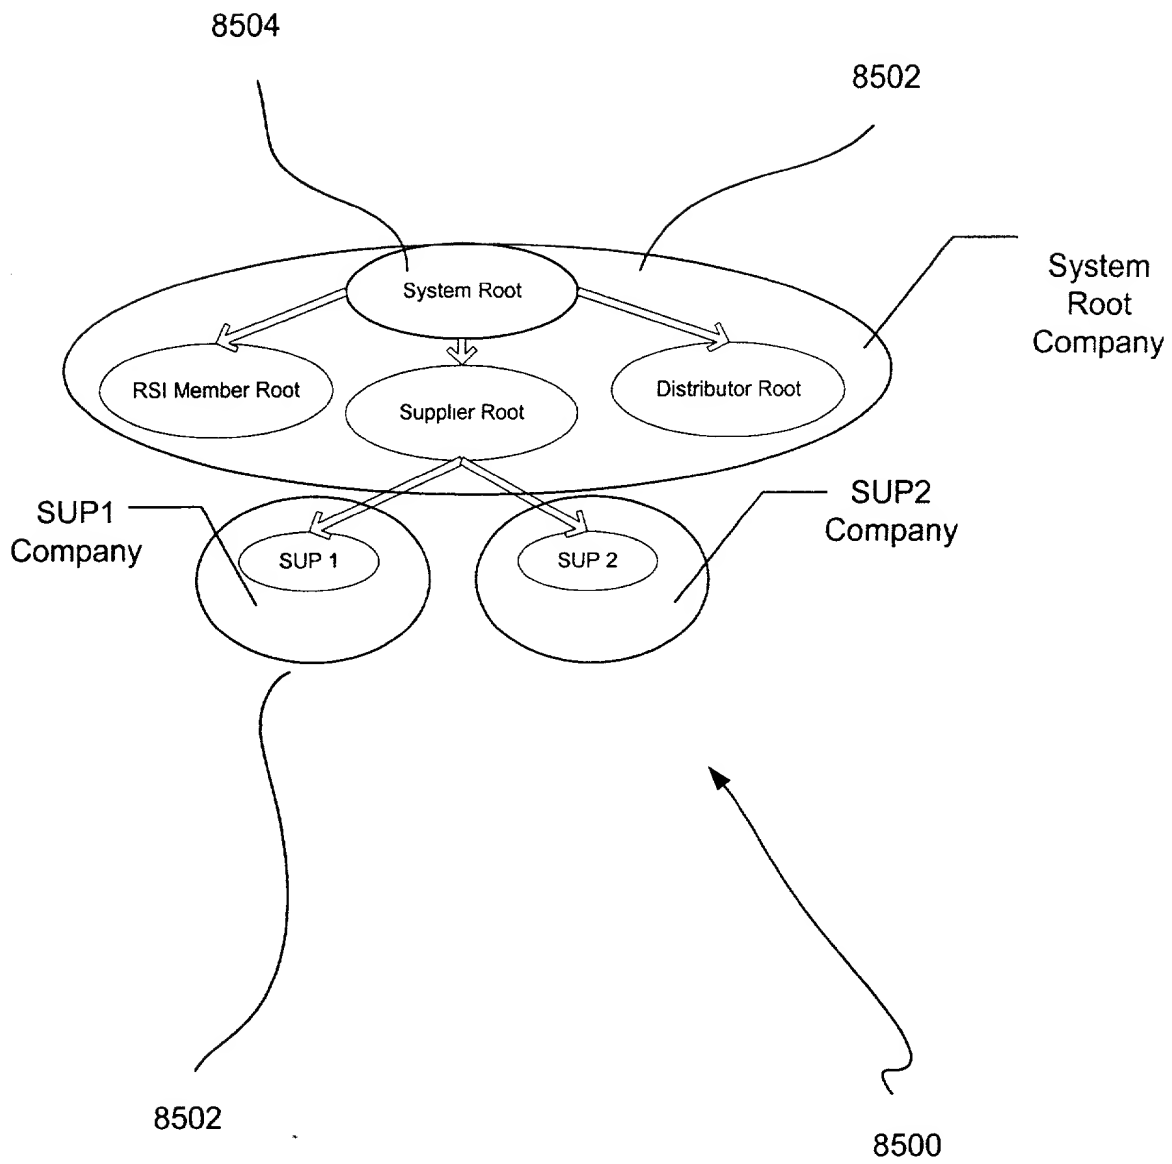 8504
8502
System Root
System
Root
Company
RSI Member Root
Supplier Root
Distributor Root
SUP1
Company
SUP2
Company
SUP 1
SUP 2
8502
8500